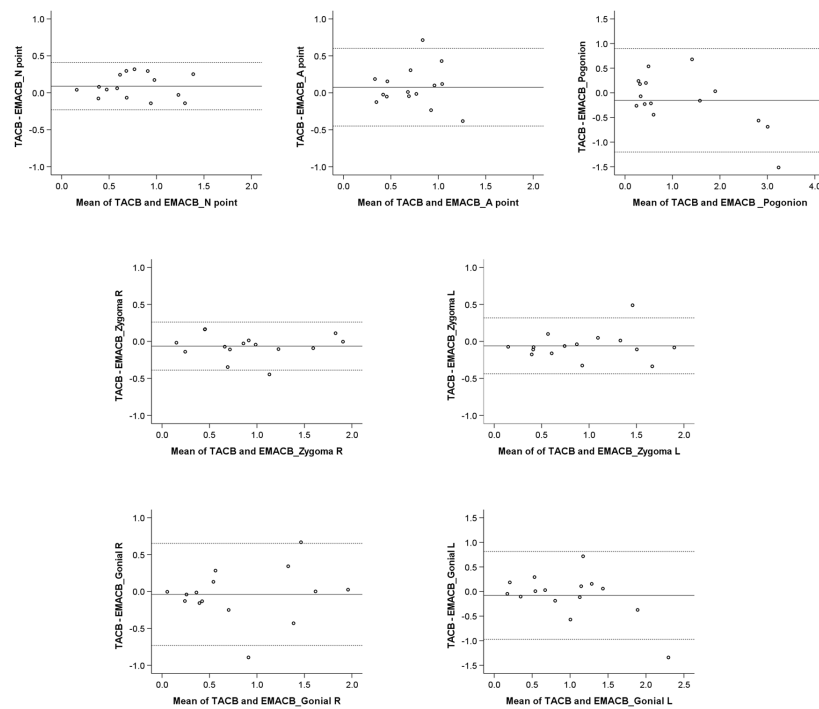 1.0
0.5
0.0
-0.5
-1.0
TACB - EMACB_N point
0.0 0.5 1.0 1.5 2.0
Mean of TACB and EMACB_N point
1.0
0.5
0.0
-0.5
-1.0
TACB - EMACB_A point
0.0 0.5 1.0 1.5 2.0
Mean of TACB and EMACB_A point
1.5
1.0
0.5
0.0
-0.5
-1.0
-1.5
TACB - EMACB_Pogonion
0.0 1.0 2.0 3.0 4.0
Mean of TACB and EMACB _Pogonion
1.0
0.5
0.0
-0.5
-1.0
TACB - EMACB_Zygoma R
0.0 0.5 1.0 1.5 2.0
Mean of TACB and EMACB_Zygoma R
1.0
0.5
0.0
-0.5
-1.0
TACB - EMACB_Zygoma L
0.0 0.5 1.0 1.5 2.0
Mean of of TACB and EMACB_Zygoma L
1.0
0.5
0.0
-0.5
-1.0
TACB - EMACB_Gonial R
0.0 0.5 1.0 1.5 2.0
Mean of TACB and EMACB_Gonial R
1.5
1.0
0.5
0.0
-0.5
-1.0
-1.5
TACB - EMACB_Gonial L
0.0 0.5 1.0 1.5 2.0 2.5
Mean of TACB and EMACB_Gonial L